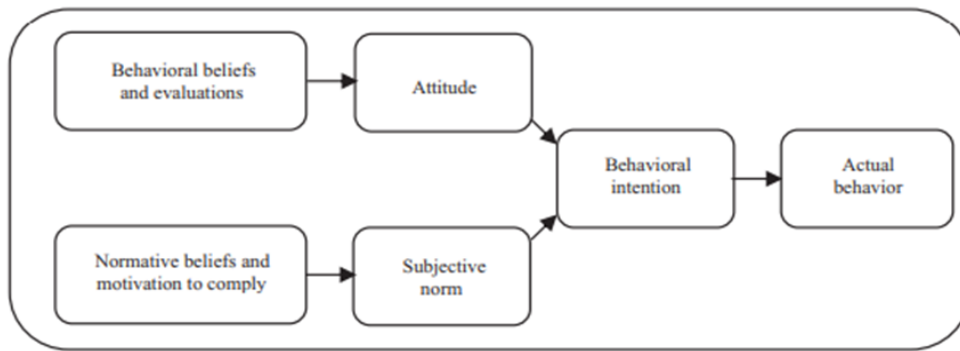 Behavioral beliefs
and evaluations
Attitude
Behavioral
intention
Actual
behavior
Normative beliefs and
motivation to comply
Subjective
norm